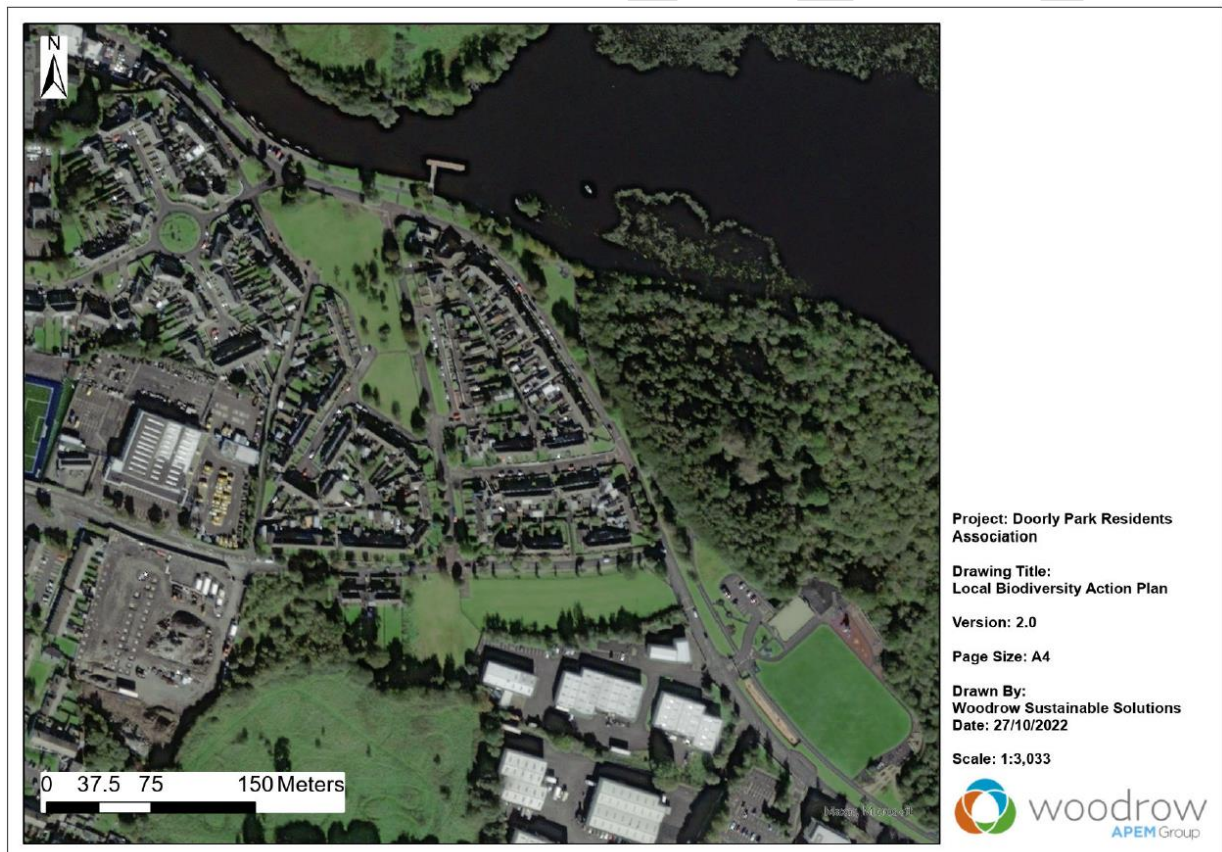 N
0 37.5 75 150 Meters
Maxar, Microsoft
Project: Doorly Park Residents
Association
Drawing Title:
Local Biodiversity Action Plan
Version: 2.0
Page Size: A4
Drawn By:
Woodrow Sustainable Solutions
Date: 27/10/2022
Scale: 1:3,033
woodrow
APEM Group